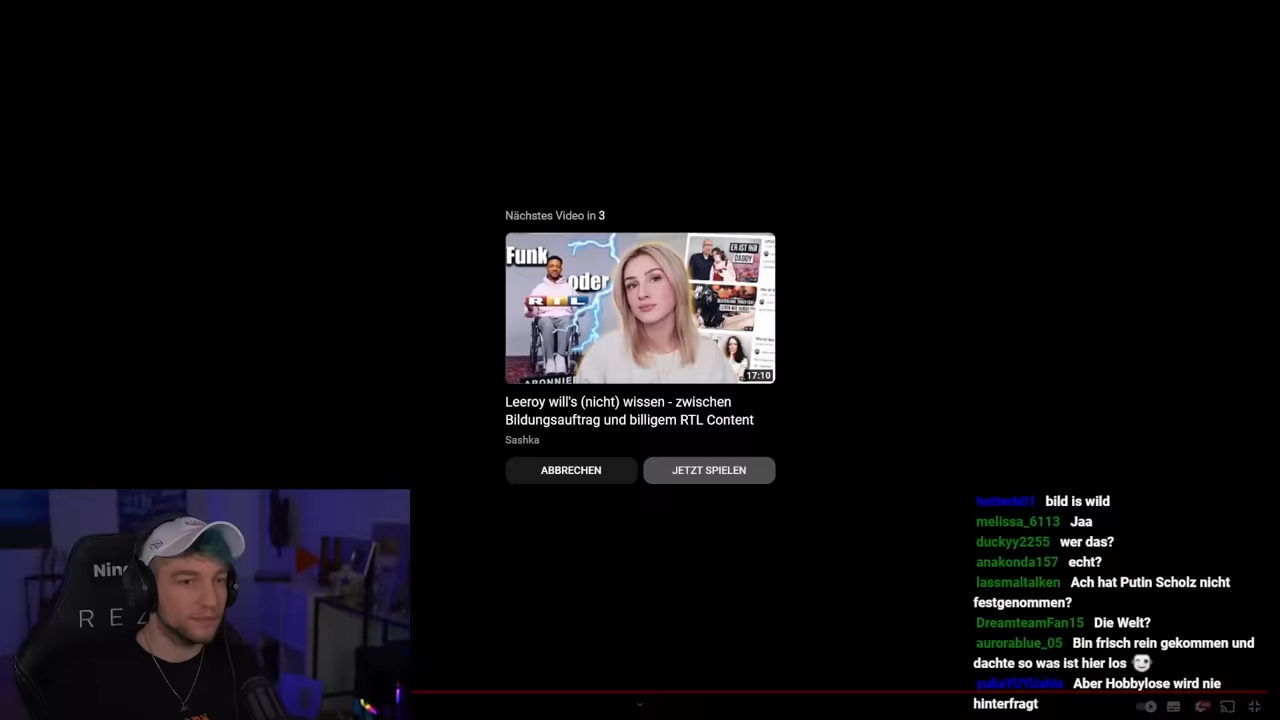 Nächstes Video in 3
Funk
oder
RTL
ER IST IHR
DADDY
17:10
Leeroy will's (nicht) wissen - zwischen
Bildungsauftrag und billigem RTL Content
Sashka
ABBRECHEN
JETZT SPIELEN
bild is wild
melissa_6113 Jaa
duckyy2255 wer das?
anakonda157 echt?
lassmaltalken Ach hat Putin Scholz nicht
festgenommen?
DreamteamFan15 Die Welt?
aurorablue_05 Bin frisch rein gekommen und
dachte so was ist hier los
Aber Hobbylose wird nie
hinterfragt